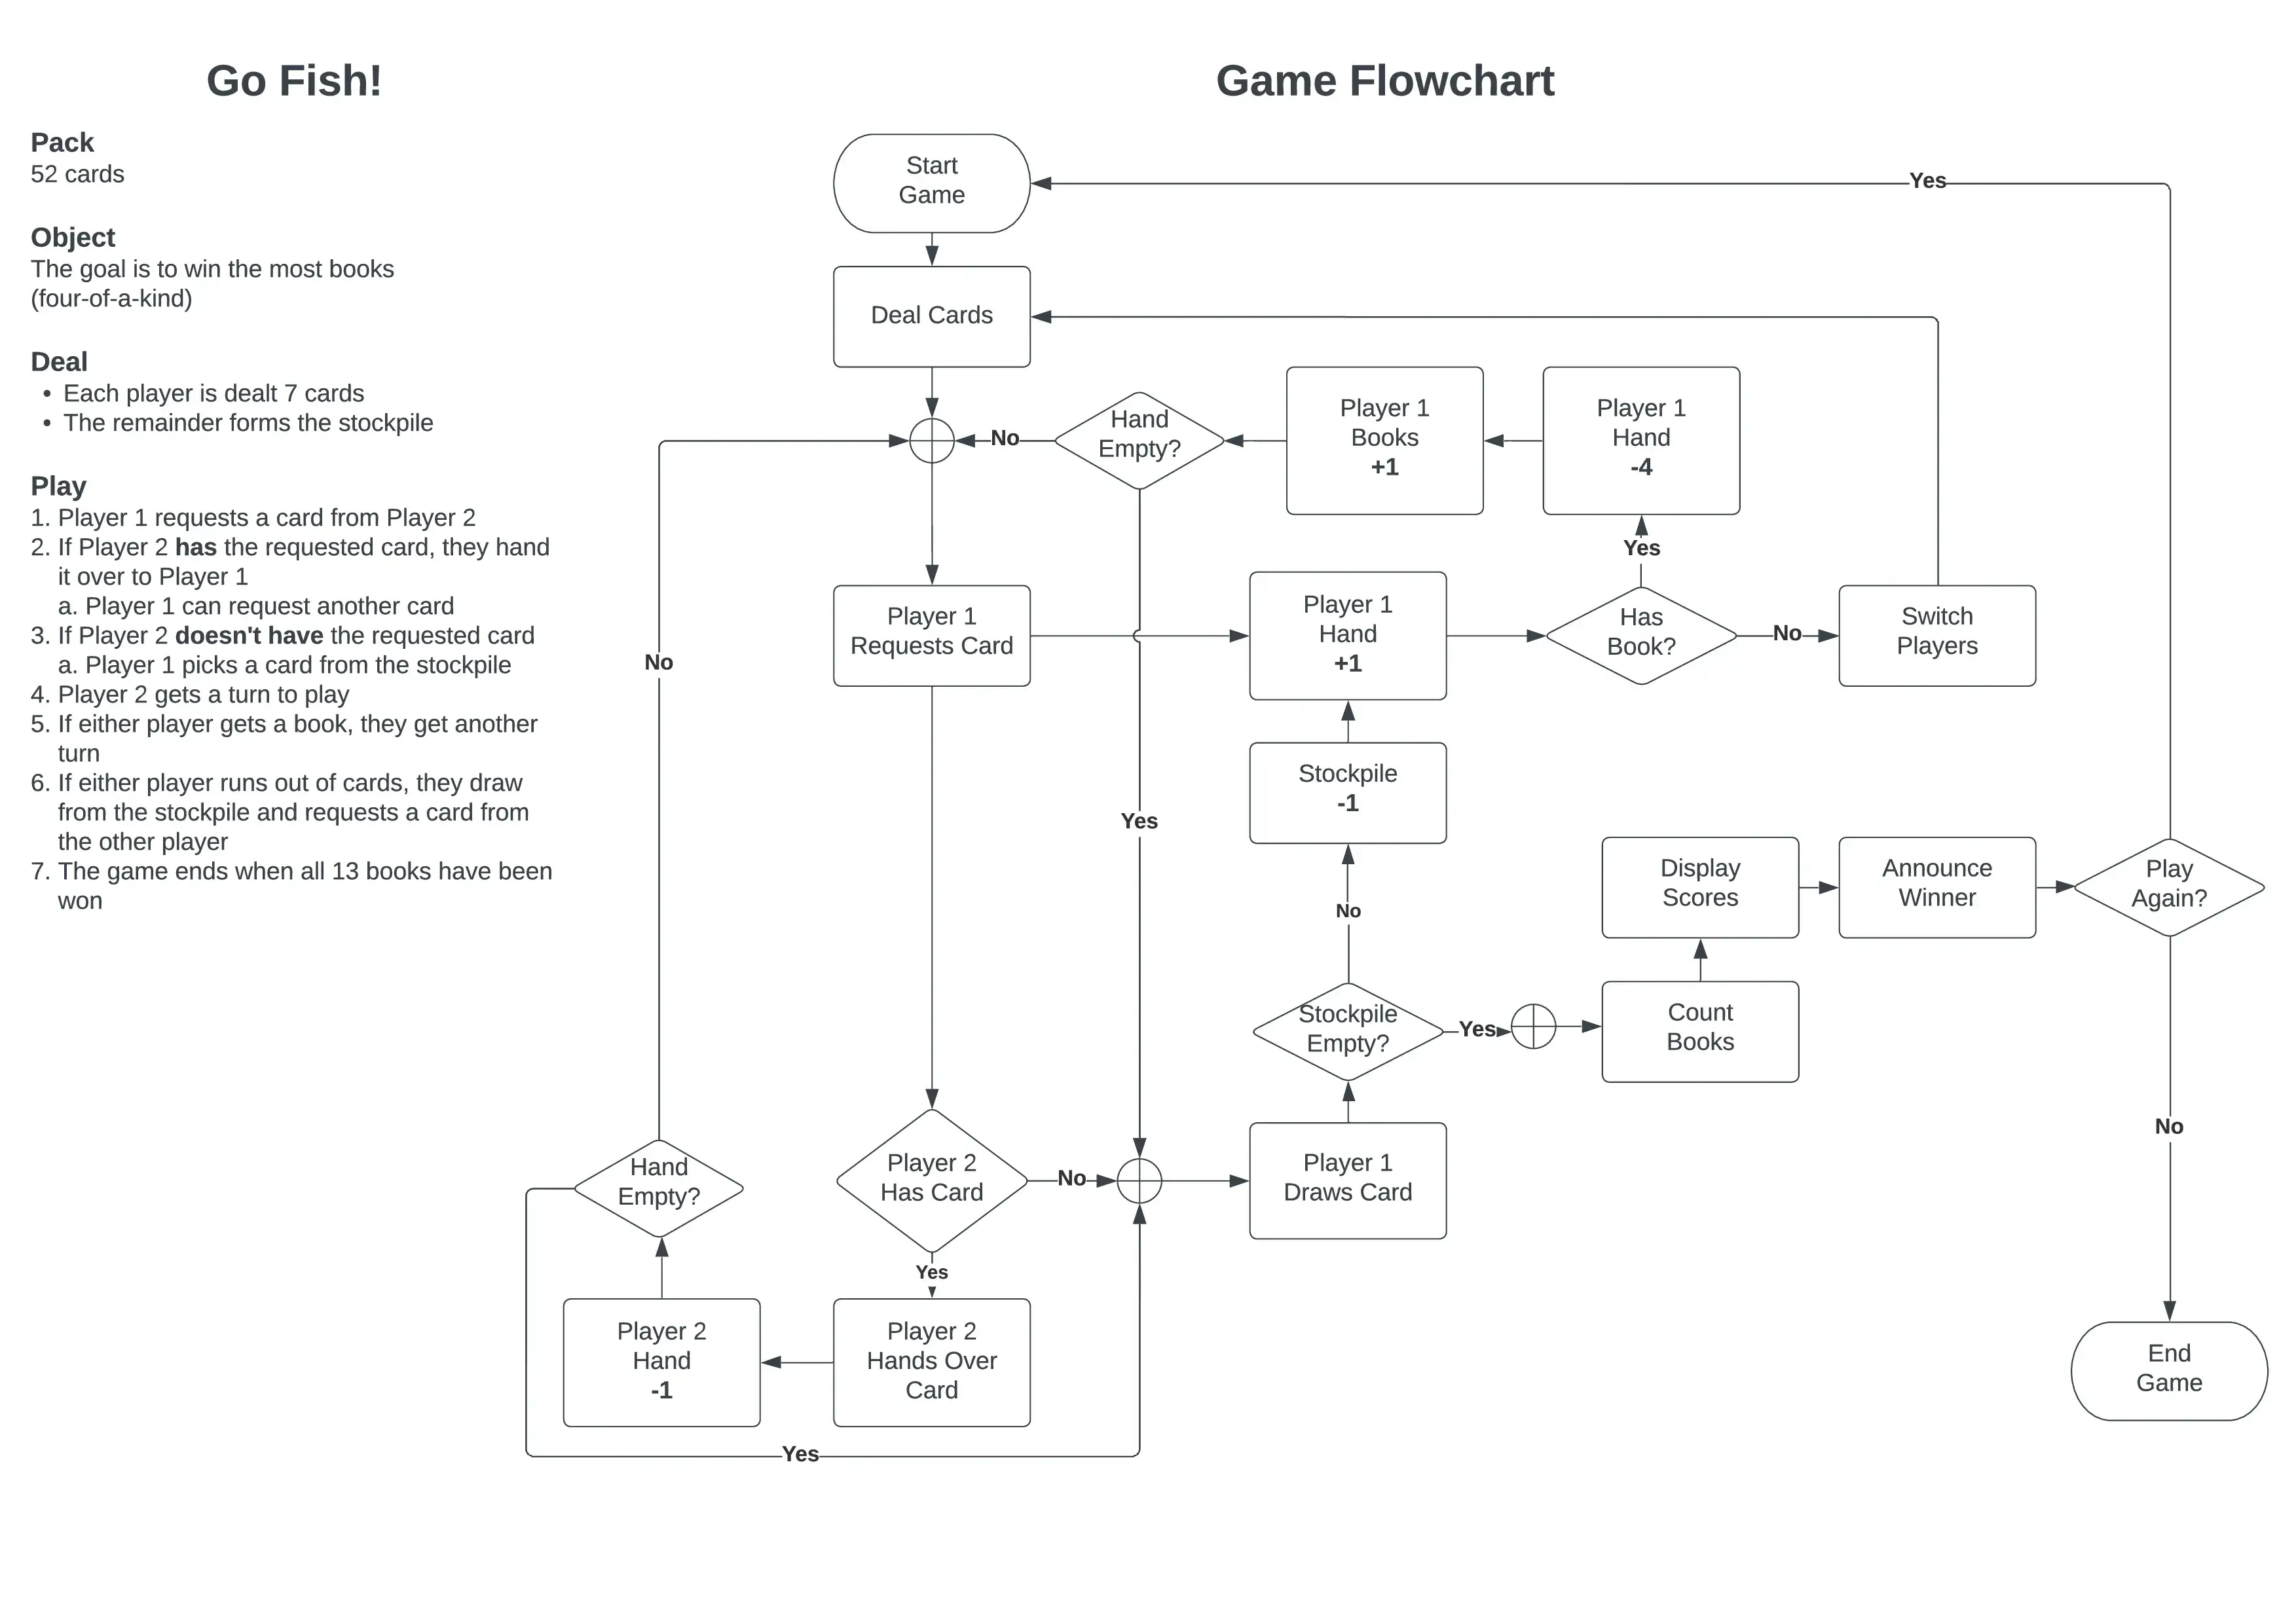 Go Fish!
Game Flowchart
Pack
52 cards
Object
The goal is to win the most books
(four-of-a-kind)
Deal
• Each player is dealt 7 cards
• The remainder forms the stockpile
Play
1. Player 1 requests a card from Player 2
2. If Player 2 has the requested card, they hand
it over to Player 1
a. Player 1 can request another card
3. If Player 2 doesn't have the requested card
a. Player 1 picks a card from the stockpile
4. Player 2 gets a turn to play
5. If either player gets a book, they get another
turn
6. If either player runs out of cards, they draw
from the stockpile and requests a card from
the other player
7. The game ends when all 13 books have been
won
Start
Game
Yes
Deal Cards
No
Hand
Empty?
Player 1
Books
+1
Player 1
Hand
-4
Yes
Player 1
Requests Card
Player 1
Hand
+1
Has
Book?
No
Switch
Players
No
Yes
Stockpile
-1
No
Display
Scores
Announce
Winner
Play
Again?
Stockpile
Empty?
Yes
Count
Books
No
Hand
Empty?
Player 2
Has Card
No
Player 1
Draws Card
Yes
Player 2
Hand
-1
Player 2
Hands Over
Card
End
Game
Yes